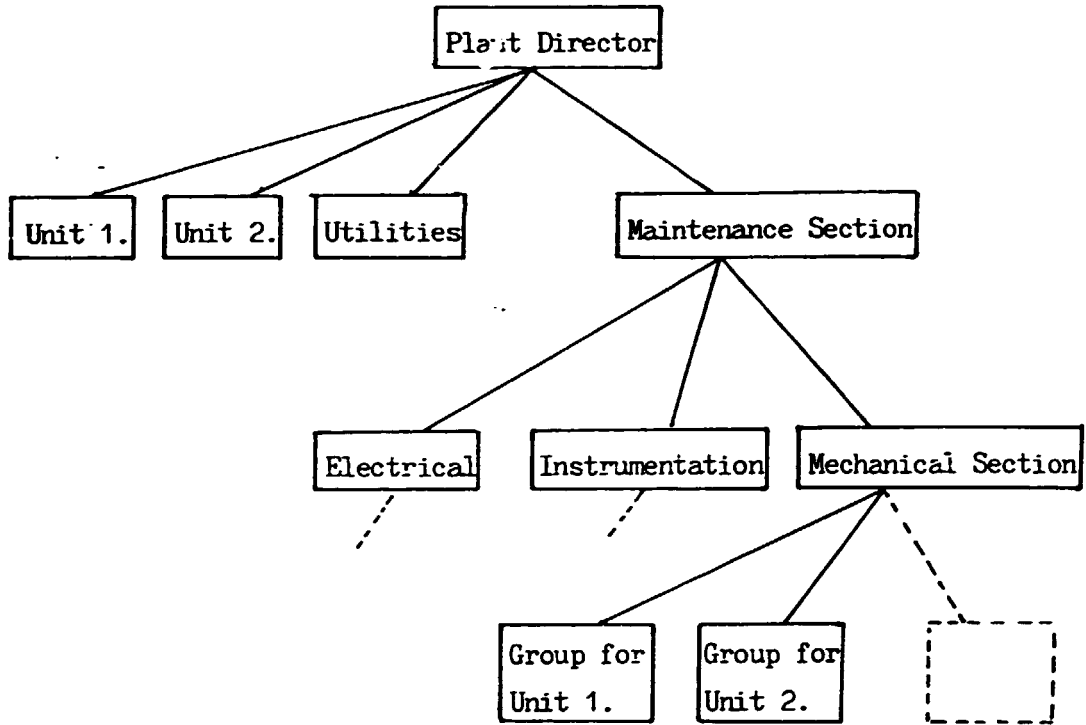 Plant Director
Unit 1.
Unit 2.
Utilities
Maintenance Section
Electrical
Instrumentation
Mechanical Section
Group for
Unit 1.
Group for
Unit 2.